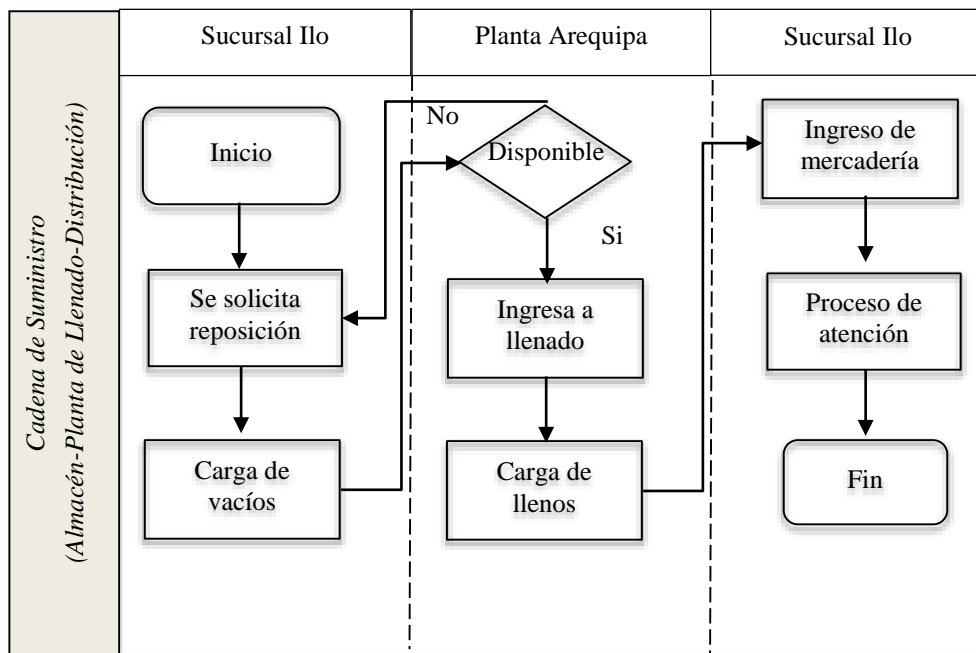 Sucursal Ilo
Planta Arequipa
Sucursal Ilo
Cadena de Suministro
(Almacén-Planta de Llenado-Distribución)
Inicio
Se solicita
reposición
Carga de
vacíos
No
Disponible
Si
Ingresa a
llenado
Carga de
llenos
Ingreso de
mercadería
Proceso de
atención
Fin